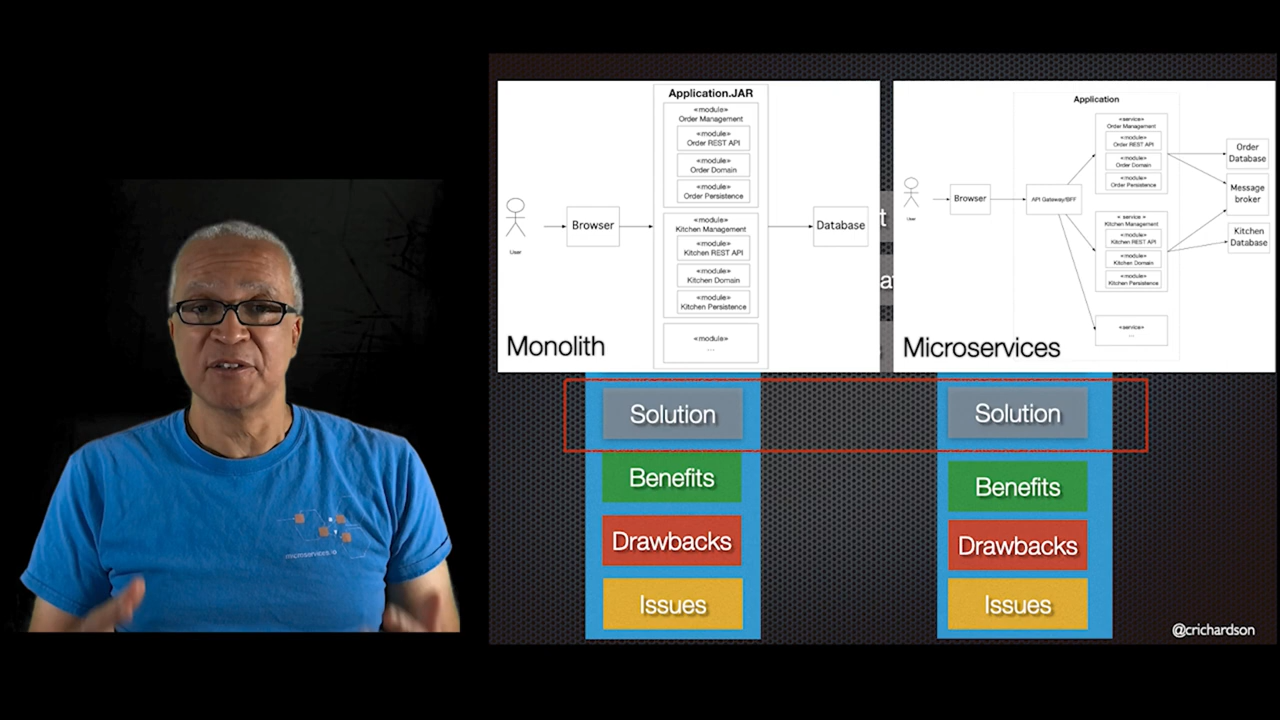 Application.JAR
«module»
Order Management
«module»
Order REST API
«module»
Order Domain
«module»
Order Persistence
«module»
Kitchen Management
«module»
Kitchen REST API
«module»
Kitchen Domain
«module»
Kitchen Persistence
«module»
...
User
Browser
Database
Monolith
t
a
Application
«service»
Order Management
«module»
Order REST API
«module»
Order Domain
«module»
Order Persistence
« service »
Kitchen Management
«module»
Kitchen REST API
«module»
Kitchen Domain
«module»
Kitchen Persistence
«service»
...
User
Browser
API Gateway/BFF
Order
Database
Message
broker
Kitchen
Database
Microservices
Solution
Benefits
Drawbacks
Issues
Solution
Benefits
Drawbacks
Issues
microservices.io
@crichardson